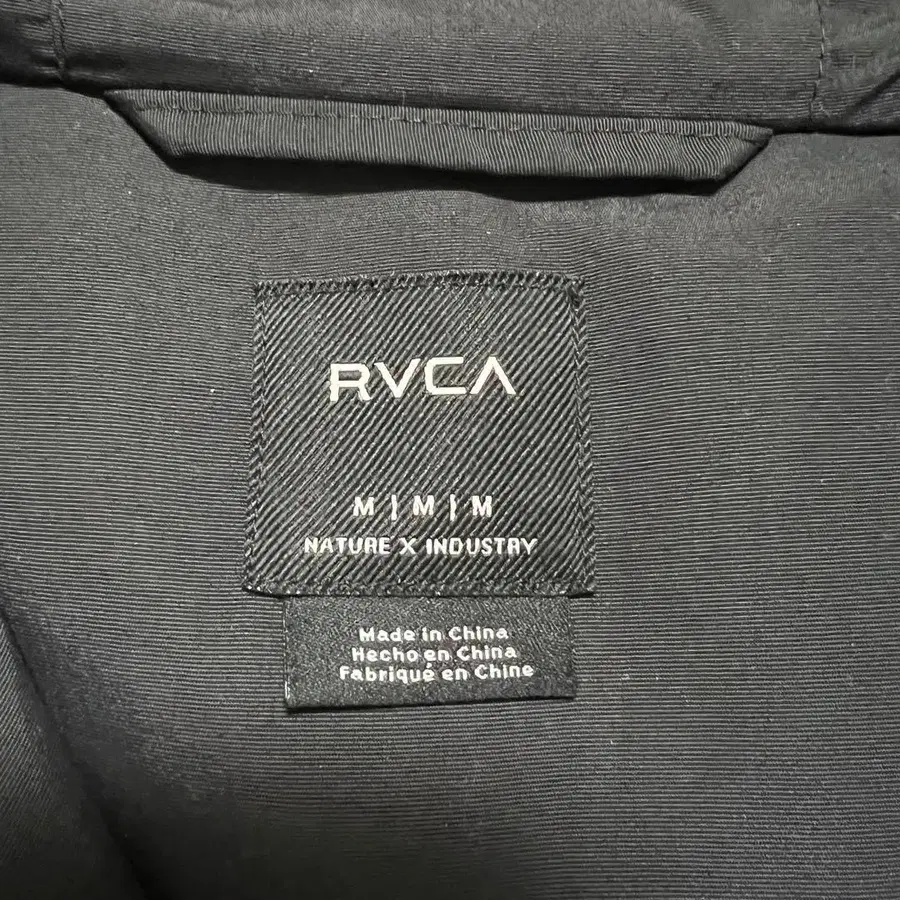 RVCA
M | M | M
NATURE X INDUSTRY
Made in China
Hecho en China
Fabriqué en Chine